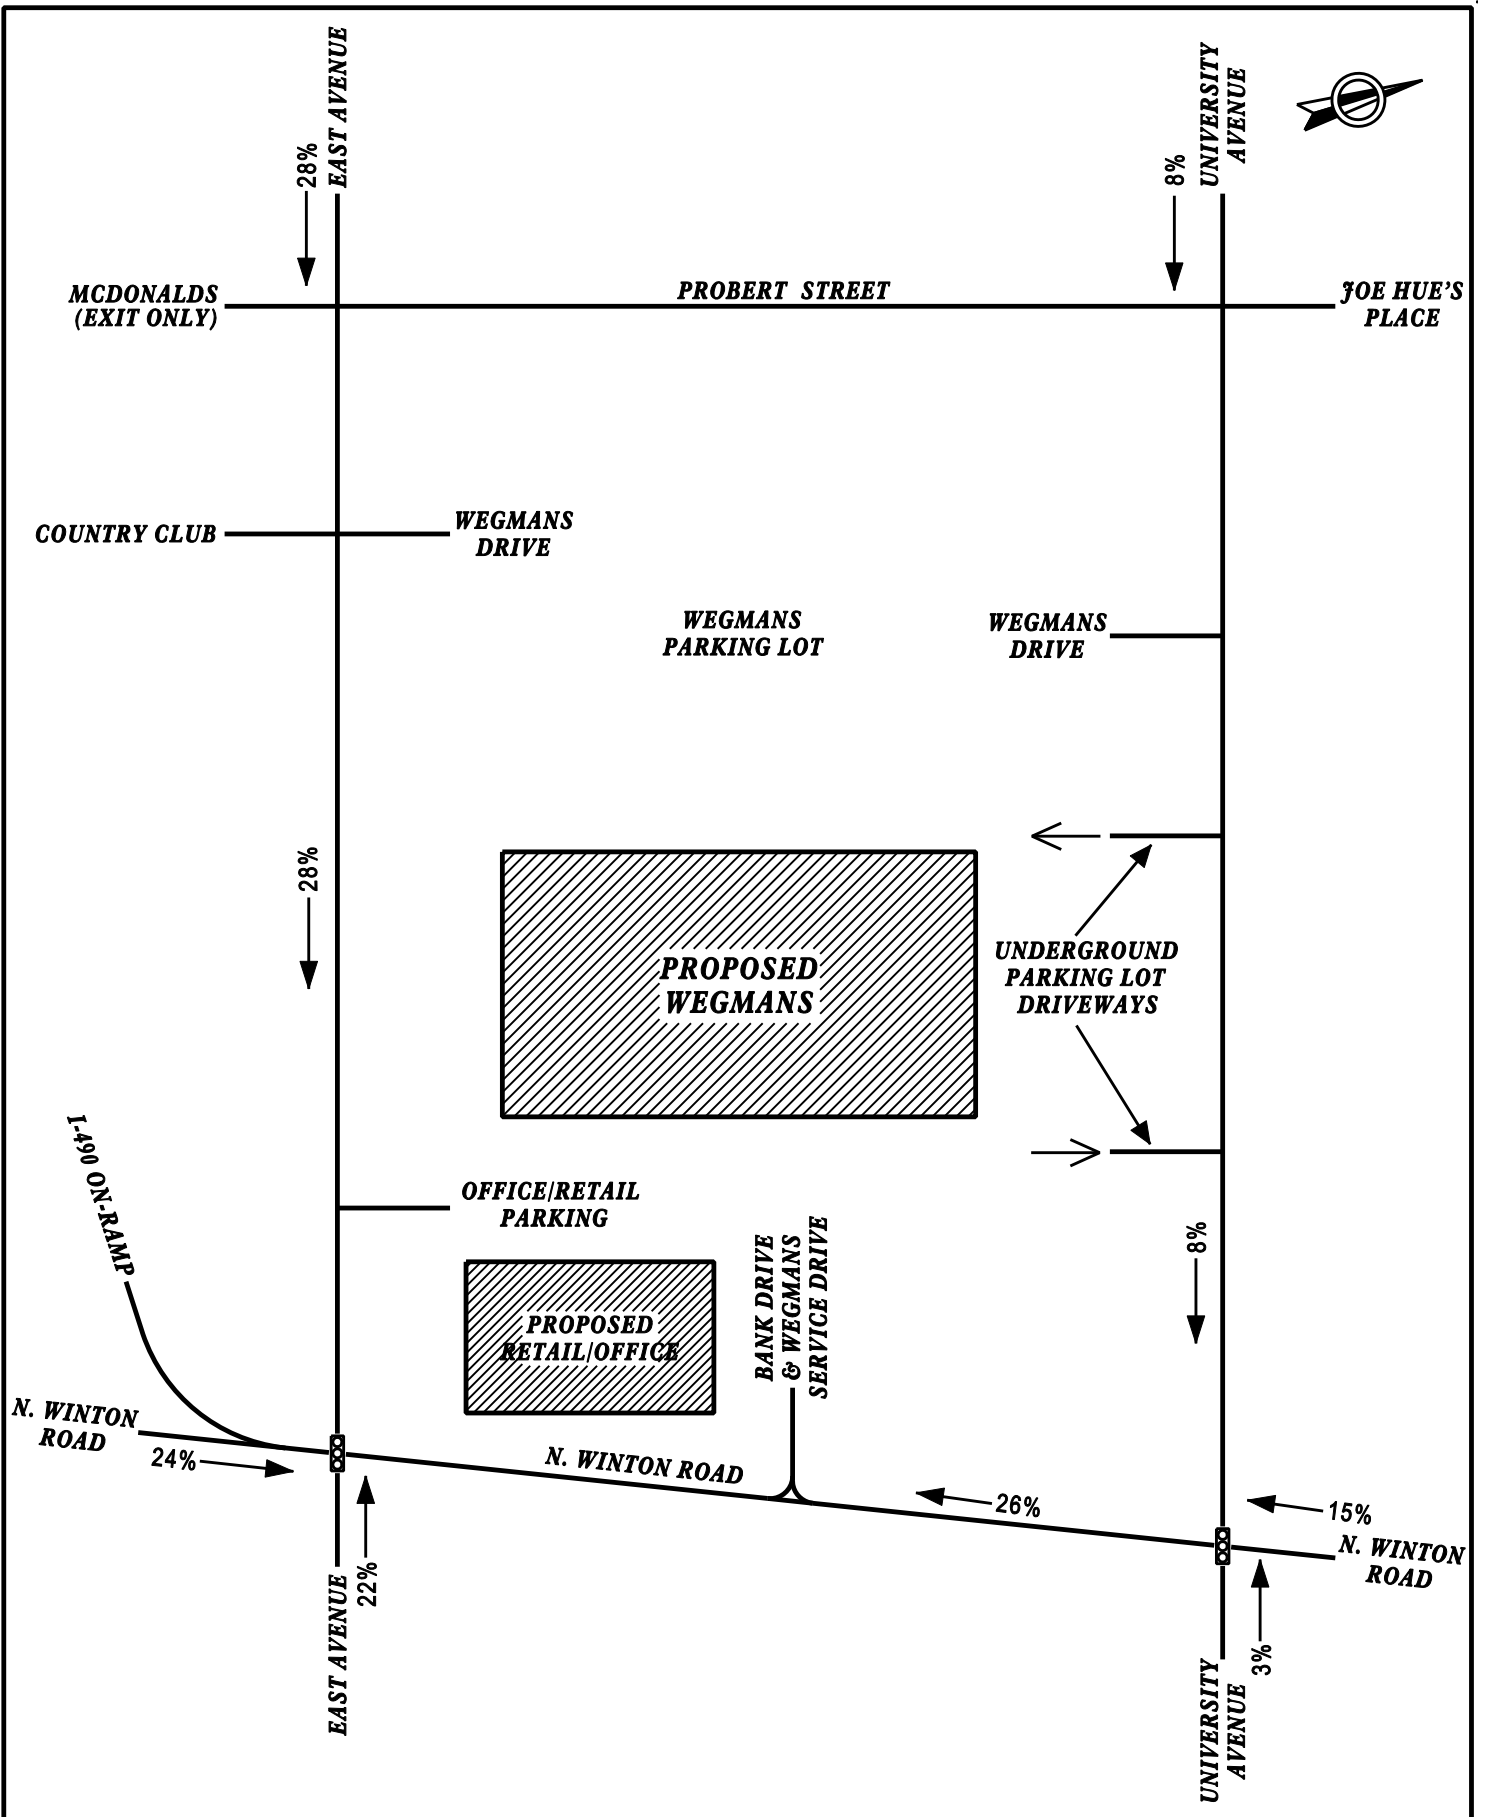 EAST AVENUE
UNIVERSITY
AVENUE
28%
8%
MCDONALDS
(EXIT ONLY)
PROBERT STREET
JOE HUE'S
PLACE
COUNTRY CLUB
WEGMANS
DRIVE
WEGMANS
PARKING LOT
WEGMANS
DRIVE
28%
PROPOSED
WEGMANS
UNDERGROUND
PARKING LOT
DRIVEWAYS
I-490 ON-RAMP
OFFICE/RETAIL
PARKING
BANK DRIVE
& WEGMANS
SERVICE DRIVE
8%
PROPOSED
RETAIL/OFFICE
N. WINTON
ROAD
24%
N. WINTON ROAD
26%
15%
N. WINTON
ROAD
22%
EAST AVENUE
3%
UNIVERSITY
AVENUE